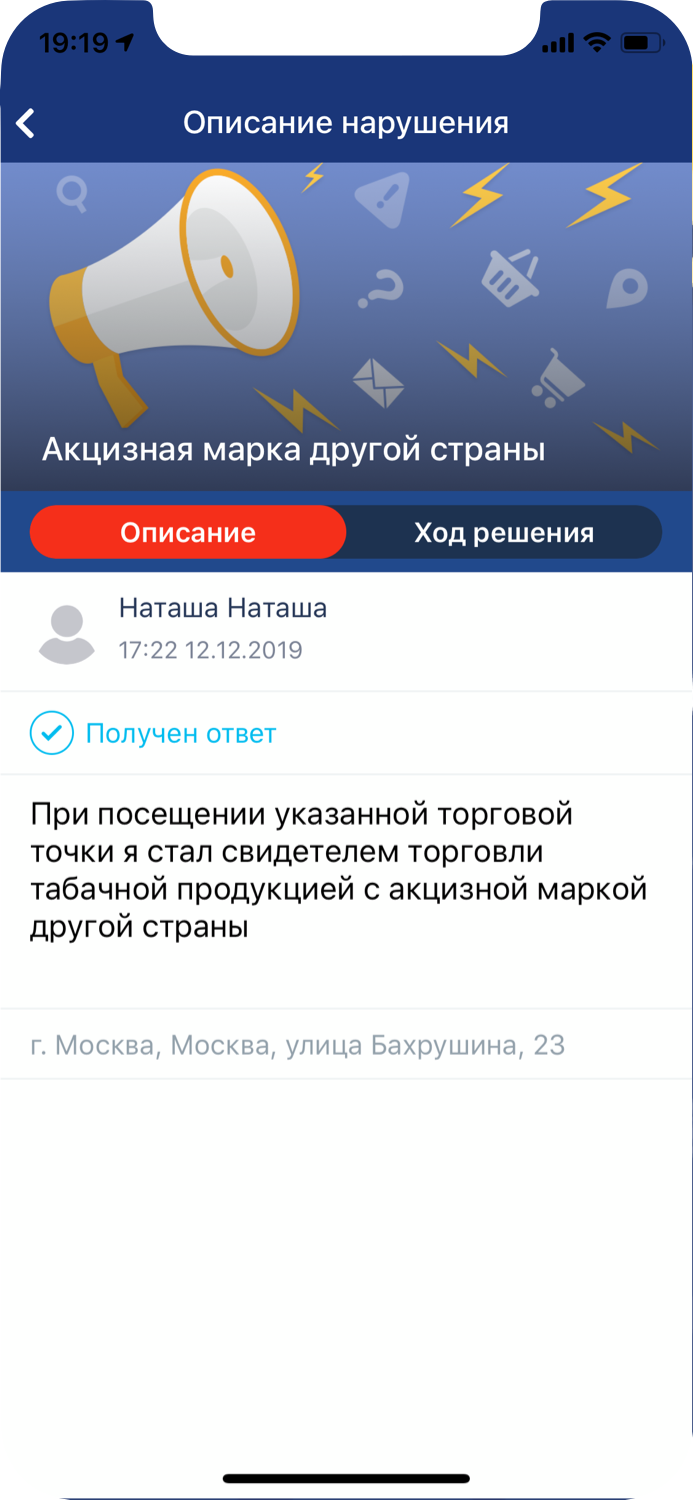 19:19
Описание нарушения
Акцизная марка другой страны
Описание
Ход решения
Наташа Наташа
17:22 12.12.2019
Получен ответ
При посещении указанной торговой
точки я стал свидетелем торговли
табачной продукцией с акцизной маркой
другой страны
г. Москва, Москва, улица Бахрушина, 23